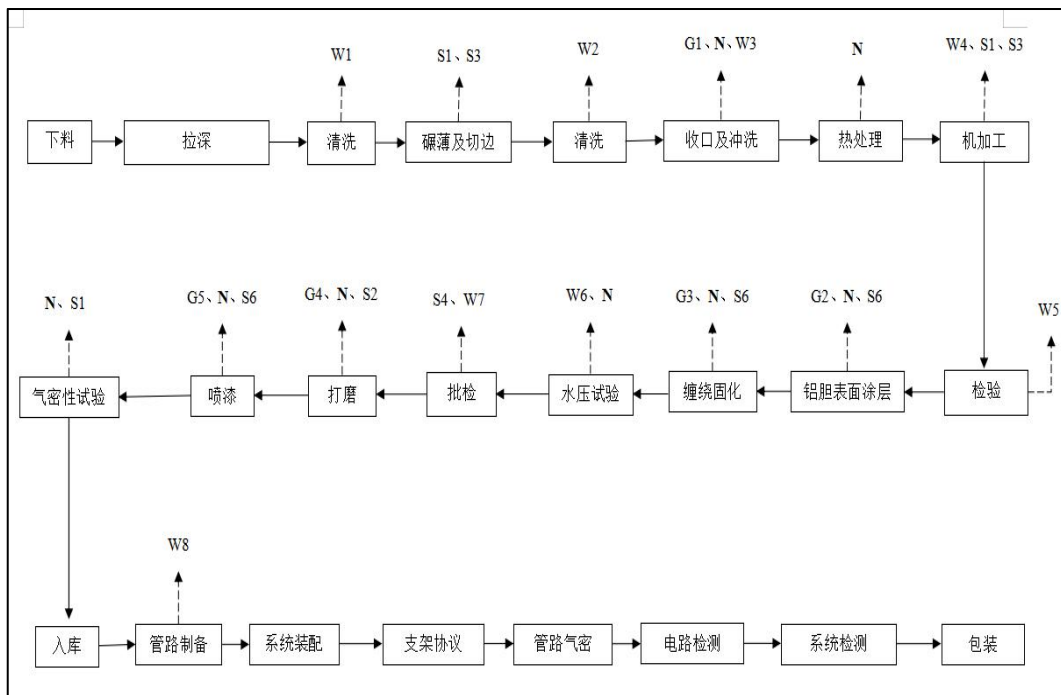 W1
S1、S3
W2
G1、N、W3
N
W4、S1、S3
下料
拉深
清洗
碾薄及切边
清洗
收口及冲洗
热处理
机加工
N、S1
G5、N、S6
G4、N、S2
S4、W7
W6、N
G3、N、S6
G2、N、S6
W5
气密性试验
喷漆
打磨
批检
水压试验
缠绕固化
铝胆表面涂层
检验
W8
入库
管路制备
系统装配
支架协议
管路气密
电路检测
系统检测
包装